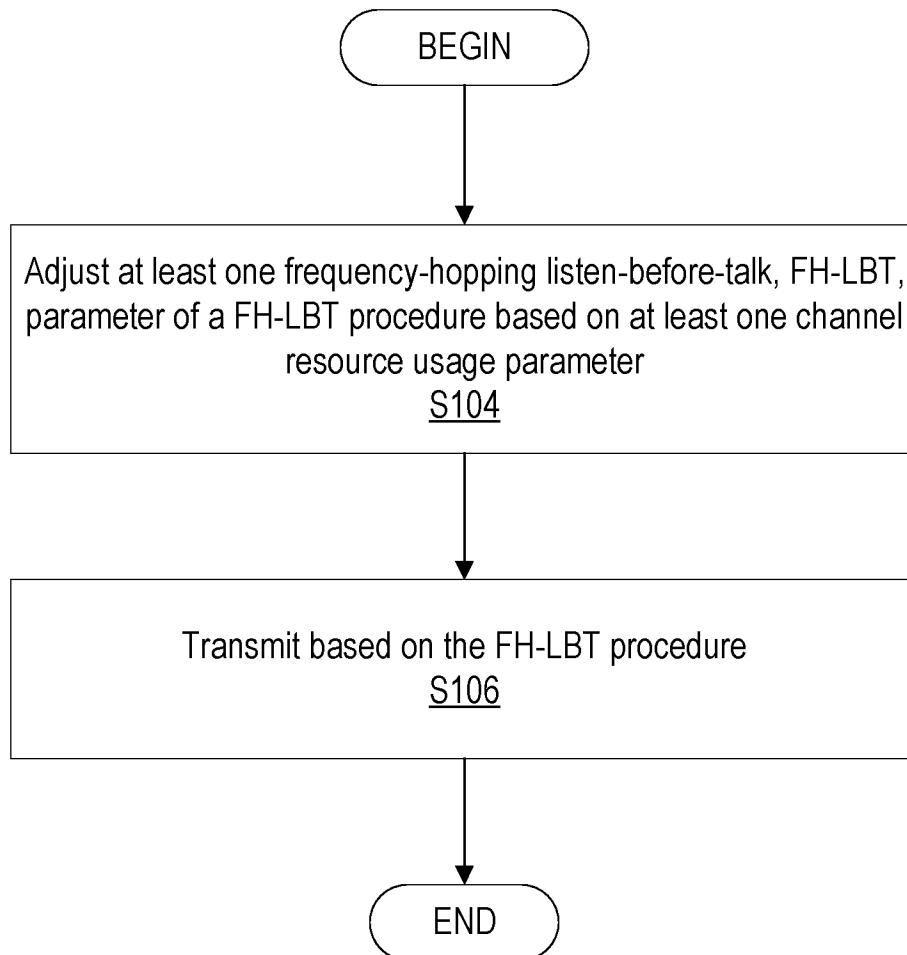 BEGIN
Adjust at least one frequency-hopping listen-before-talk, FH-LBT,
parameter of a FH-LBT procedure based on at least one channel
resource usage parameter
S104
Transmit based on the FH-LBT procedure
S106
END